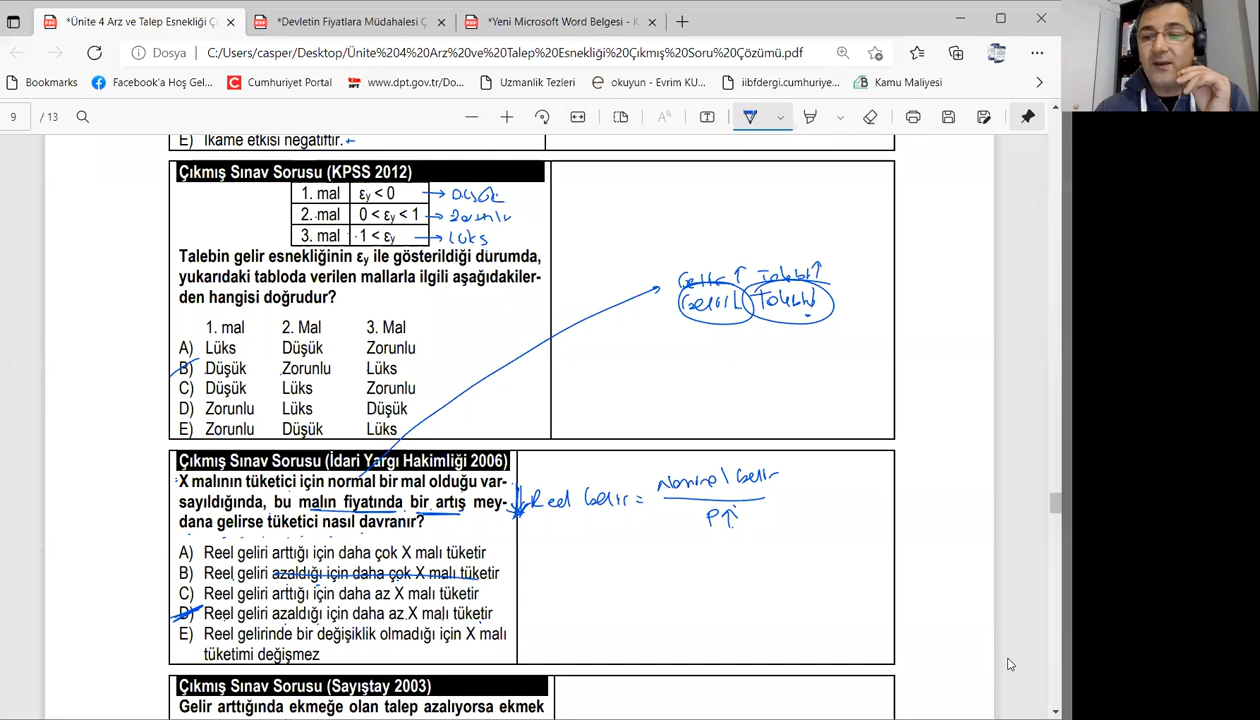 *Ünite 4 Arz ve Talep Esnekliği Ç
*Devletin Fiyatlara Müdahalesi Ç
*Yeni Microsoft Word Belgesi - K
Dosya
C:/Users/casper/Desktop/Ünite%204%20Arz%20ve%20Talep%20Esnekliği%20Çıkmış%20Soru%20Çözümü.pdf
Bookmarks
Facebook'a Hoş Gel...
Cumhuriyet Portal
www.dpt.gov.tr/Do...
Uzmanlık Tezleri
okuyun - Evrim KU...
iibfdergi.cumhuriye...
Kamu Maliyesi
9 / 13
E) İkame etkisi negatiftir.
Çıkmış Sınav Sorusu (KPSS 2012)
1. mal εy < 0 → Düşük
2. mal 0 < εy < 1 → Zorunlu
3. mal 1 < εy → Lüks
Talebin gelir esnekliğinin εy ile gösterildiği durumda,
yukarıdaki tabloda verilen mallarla ilgili aşağıdakiler-
den hangisi doğrudur?
1. mal 2. Mal 3. Mal
A) Lüks Düşük Zorunlu
B) Düşük Zorunlu Lüks
C) Düşük Lüks Zorunlu
D) Zorunlu Lüks Düşük
E) Zorunlu Düşük Lüks
Gelir ↑ Talebi ↑
Gelir ↓ Talebi ↓
Çıkmış Sınav Sorusu (İdari Yargı Hakimliği 2006)
X malının tüketici için normal bir mal olduğu var-
sayıldığında, bu malın fiyatında bir artış mey-
dana gelirse tüketici nasıl davranır?
A) Reel geliri arttığı için daha çok X malı tüketir
B) Reel geliri azaldığı için daha çok X malı tüketir
C) Reel geliri arttığı için daha az X malı tüketir
D) Reel geliri azaldığı için daha az X malı tüketir
E) Reel gelirinde bir değişiklik olmadığı için X malı
tüketimi değişmez
↓ Reel Gelir = Nominal Gelir
P↑
Çıkmış Sınav Sorusu (Sayıştay 2003)
Gelir arttığında ekmeğe olan talep azalıyorsa ekmek